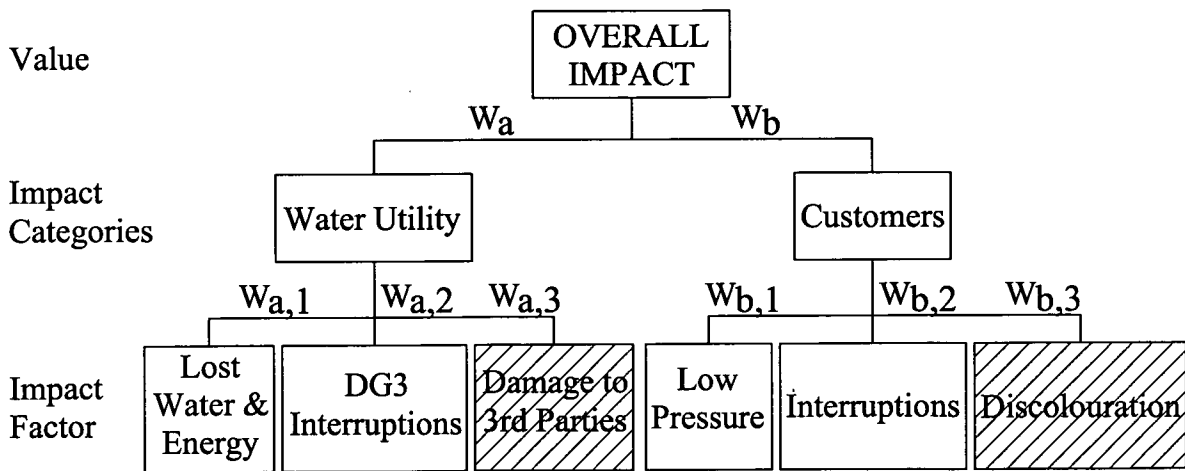 Value
OVERALL
IMPACT
Wa
Wb
Impact
Categories
Water Utility
Customers
Wa,1
Wa,2
Wa,3
Wb,1
Wb,2
Wb,3
Impact
Factor
Lost
Water &
Energy
DG3
Interruptions
Damage to
3rd Parties
Low
Pressure
Interruptions
Discolouration